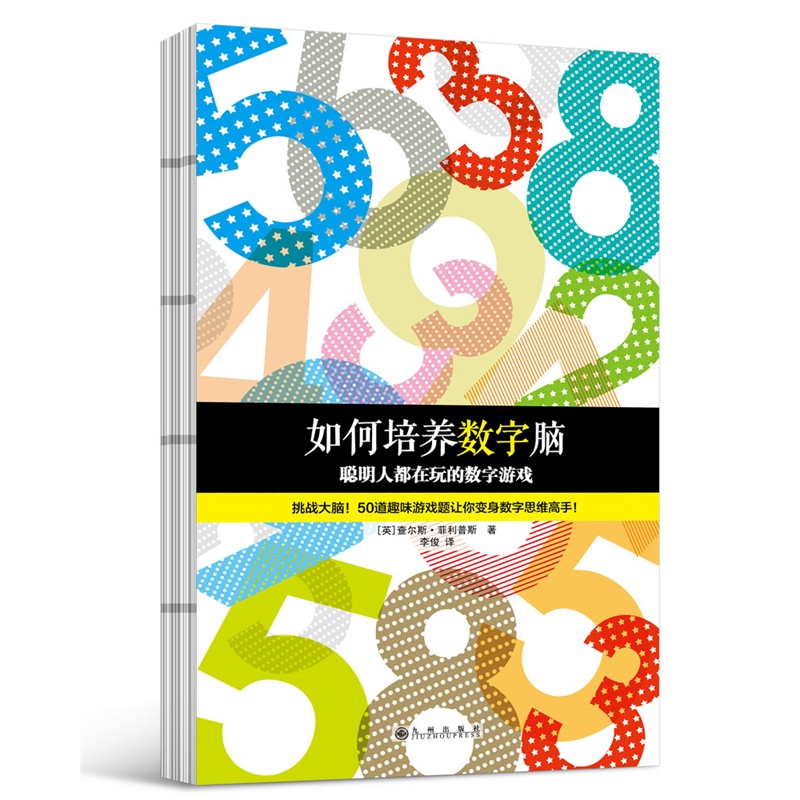 如何培养数字脑
聪明人都在玩的数字游戏
挑战大脑！50道趣味游戏题让你变身数字思维高手！
[英]查尔斯·菲利普斯 著
李俊 译
九州出版社
JIUZHOUPRESS